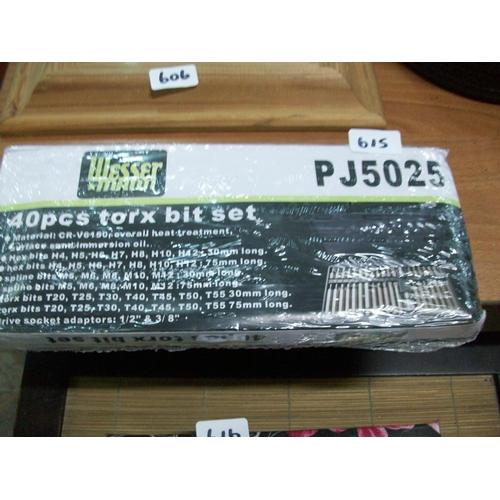 606
615
Wesser
PJ5025
40pcs torx bit set
Material: CR-V6150, overall heat treatment.
Surface sand immersion oil.
hex bits H4, H5, H6, H7, H8, H10, H12 : 30mm long.
hex bits H4, H5, H6, H7, H8, H10, H12 : 75mm long.
spline bits M5, M6, M8, M10, M12 : 30mm long.
spline bits M5, M6, M8, M10, M12 : 75mm long.
torx bits T20, T25, T30, T40, T45, T50, T55 30mm long.
torx bits T20, T25, T30, T40, T45, T50, T55 75mm long.
drive socket adaptors: 1/2" & 3/8"
torx bit set
616